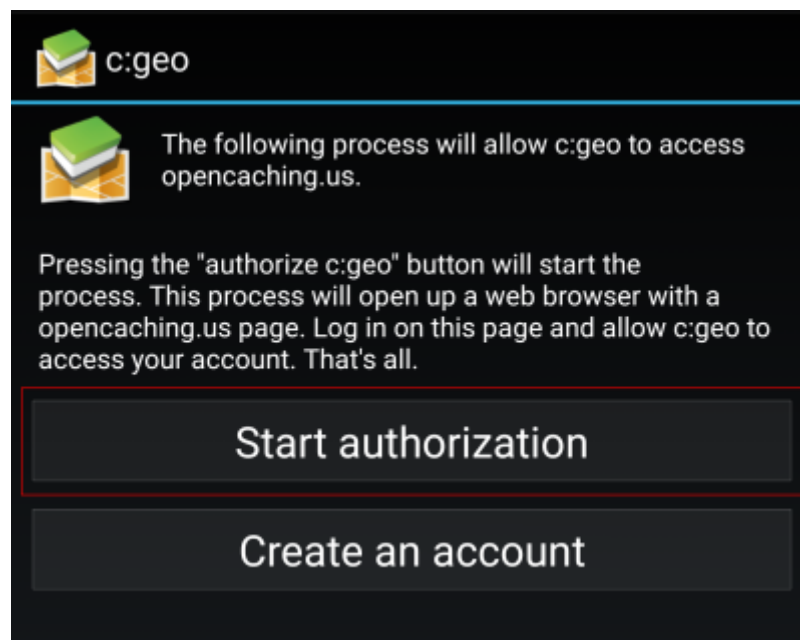 c:geo
The following process will allow c:geo to access
opencaching.us.
Pressing the "authorize c:geo" button will start the
process. This process will open up a web browser with a
opencaching.us page. Log in on this page and allow c:geo to
access your account. That's all.
Start authorization
Create an account